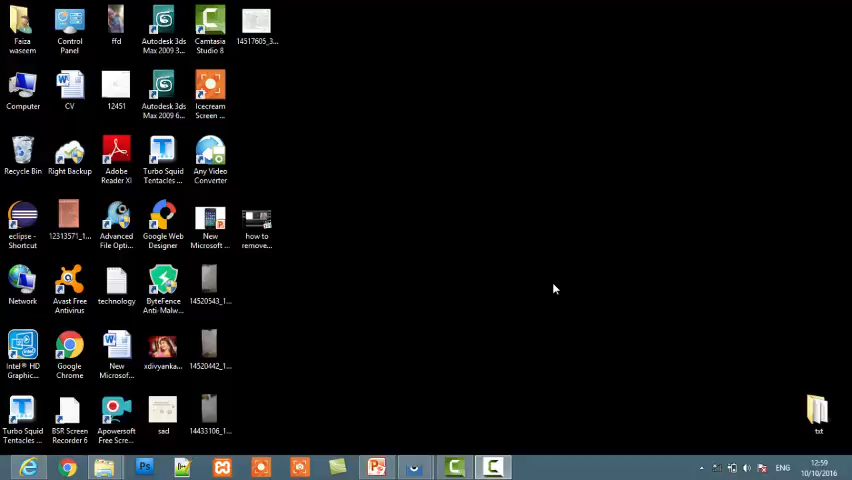 Faiza
waseem
Control
Panel
ffd
Autodesk 3ds
Max 2009 3...
Camtasia
Studio 8
14517605_3...
Computer
CV
12451
Autodesk 3ds
Max 2009 6...
Icecream
Screen ...
Recycle Bin
Right Backup
Adobe
Reader XI
Turbo Squid
Tentacles ...
Any Video
Converter
eclipse -
Shortcut
12313571_1...
Advanced
File Opti...
Google Web
Designer
New
Microsoft ...
how to
remove...
Network
Avast Free
Antivirus
technology
ByteFence
Anti-Malw...
14520543_1...
Intel® HD
Graphic...
Google
Chrome
New
Microsof...
xdivyanka...
14520442_1...
Turbo Squid
Tentacles ...
BSR Screen
Recorder 6
Apowersoft
Free Scre...
sad
14433106_1...
txt
ENG
12:59
10/10/2016